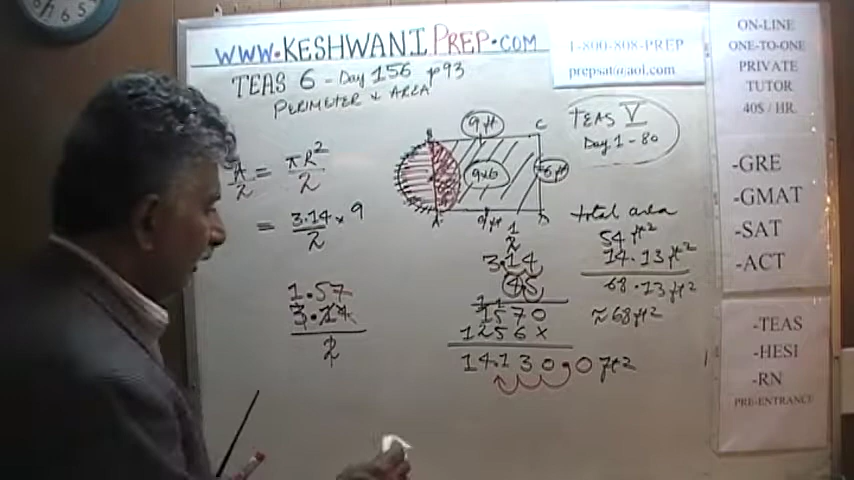 www.KESHWANIPREP.com
TEAS 6 - Day 156 p93
PERIMETER & AREA
1-800-808-PREP
prepsat@aol.com
TEAS V
Day 1 - 80
ON-LINE
ONE-TO-ONE
PRIVATE
TUTOR
40$ / HR.
-GRE
-GMAT
-SAT
-ACT
-TEAS
-HESI
-RN
PRE-ENTRANCE
9 ft
C
9x6
6 ft
A
9 ft
D
A/2 = πR²/2
= 3.14 x 9/2
1.57
3.14
2
1
2
3.14
4.5
1570
1256x
14.130.0 ft²
total area
54 ft²
14.13 ft²
68.13 ft²
≈ 68 ft²